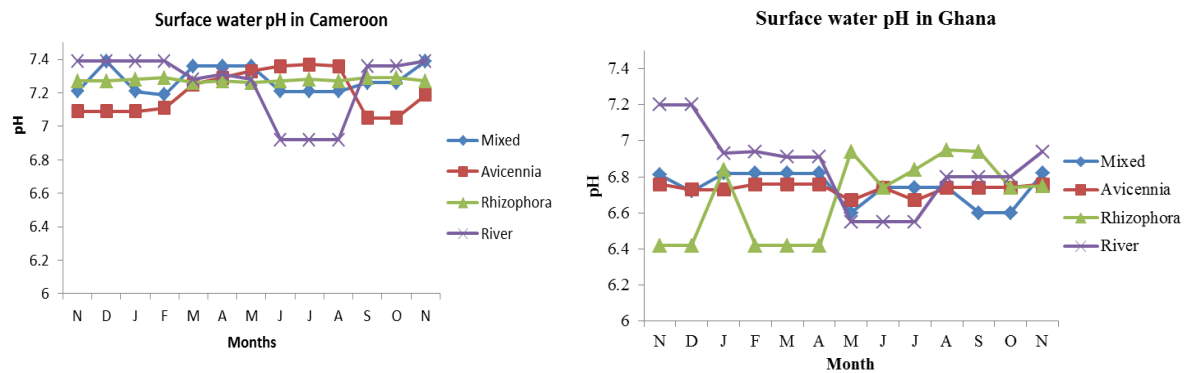 Surface water pH in Cameroon
7.4
7.2
7
6.8
6.6
6.4
6.2
6
pH
N D J F M A M J J A S O N
Months
Mixed
Avicennia
Rhizophora
River
Surface water pH in Ghana
7.4
7.2
7
6.8
6.6
6.4
6.2
6
pH
N D J F M A M J J A S O N
Month
Mixed
Avicennia
Rhizophora
River